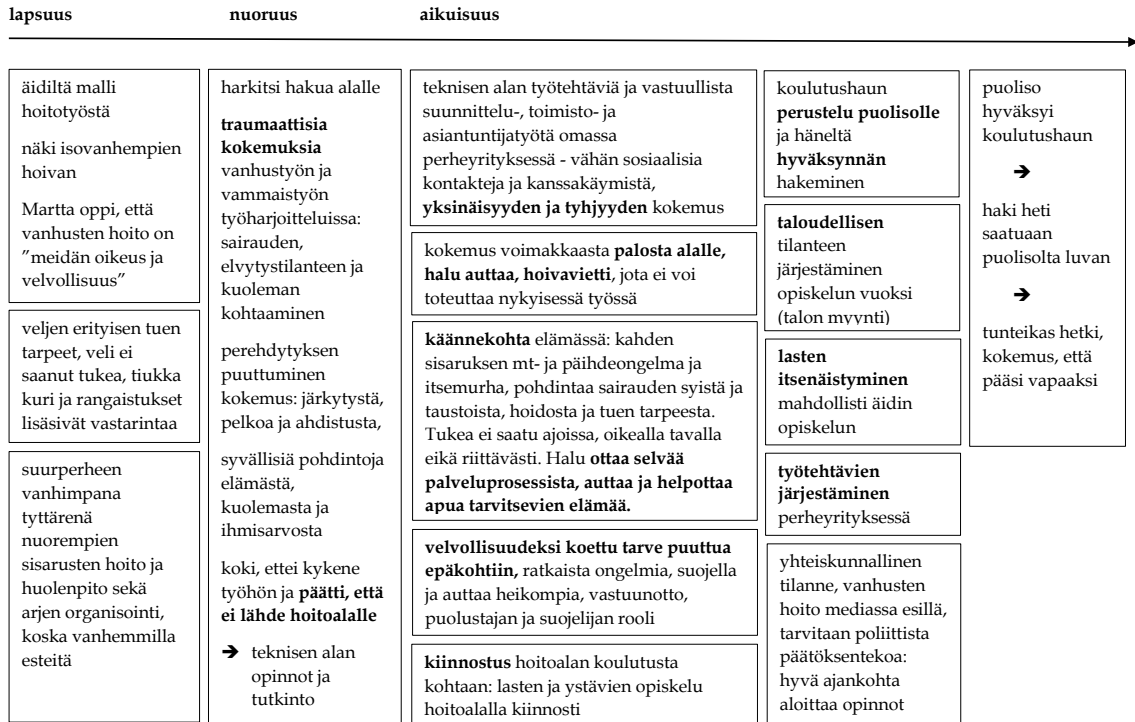 lapsuus
nuoruus
aikuisuus
äidiltä malli
hoitotyöstä
näki isovanhempien
hoivan
Martta oppi, että
vanhusten hoito on
”meidän oikeus ja
velvollisuus”
veljen erityisen tuen
tarpeet, veli ei
saanut tukea, tiukka
kuri ja rangaistukset
lisäsivät vastarintaa
suurperheen
vanhimpana
tyttärenä
nuorempien
sisarusten hoito ja
huolenpito sekä
arjen organisointi,
koska vanhemmilla
esteitä
harkitsi hakua alalle
traumaattisia
kokemuksia
vanhustyön ja
vammaistyön
työharjoitteluissa:
sairauden,
elvytystilanteen ja
kuoleman
kohtaaminen
perehdytyksen
puuttuminen
kokemus: järkytystä,
pelkoa ja ahdistusta,
syvällisiä pohdintoja
elämästä,
kuolemasta ja
ihmisarvosta
koki, ettei kykene
työhön ja päätti, että
ei lähde hoitoalalle
➔ teknisen alan
opinnot ja
tutkinto
teknisen alan työtehtäviä ja vastuullista
suunnittelu-, toimisto- ja
asiantuntijatyötä omassa
perheyrityksessä - vähän sosiaalisia
kontakteja ja kanssakäymistä,
yksinäisyyden ja tyhjyyden kokemus
kokemus voimakkaasta palosta alalle,
halu auttaa, hoivavietti, jota ei voi
toteuttaa nykyisessä työssä
käännekohta elämässä: kahden
sisaruksen mt- ja päihdeongelma ja
itsemurha, pohdintaa sairauden syistä ja
taustoista, hoidosta ja tuen tarpeesta.
Tukea ei saatu ajoissa, oikealla tavalla
eikä riittävästi. Halu ottaa selvää
palveluprosessista, auttaa ja helpottaa
apua tarvitsevien elämää.
velvollisuudeksi koettu tarve puuttua
epäkohtiin, ratkaista ongelmia, suojella
ja auttaa heikompia, vastuunotto,
puolustajan ja suojelijan rooli
kiinnostus hoitoalan koulutusta
kohtaan: lasten ja ystävien opiskelu
hoitoalalla kiinnosti
koulutushaun
perustelu puolisolle
ja häneltä
hyväksynnän
hakeminen
taloudellisen
tilanteen
järjestäminen
opiskelun vuoksi
(talon myynti)
lasten
itsenäistyminen
mahdollisti äidin
opiskelun
työtehtävien
järjestäminen
perheyrityksessä
yhteiskunnallinen
tilanne, vanhusten
hoito mediassa esillä,
tarvitaan poliittista
päätöksentekoa:
hyvä ajankohta
aloittaa opinnot
puoliso
hyväksyi
koulutushaun
➔
haki heti
saatuaan
puolisolta luvan
➔
tunteikas hetki,
kokemus, että
pääsi vapaaksi